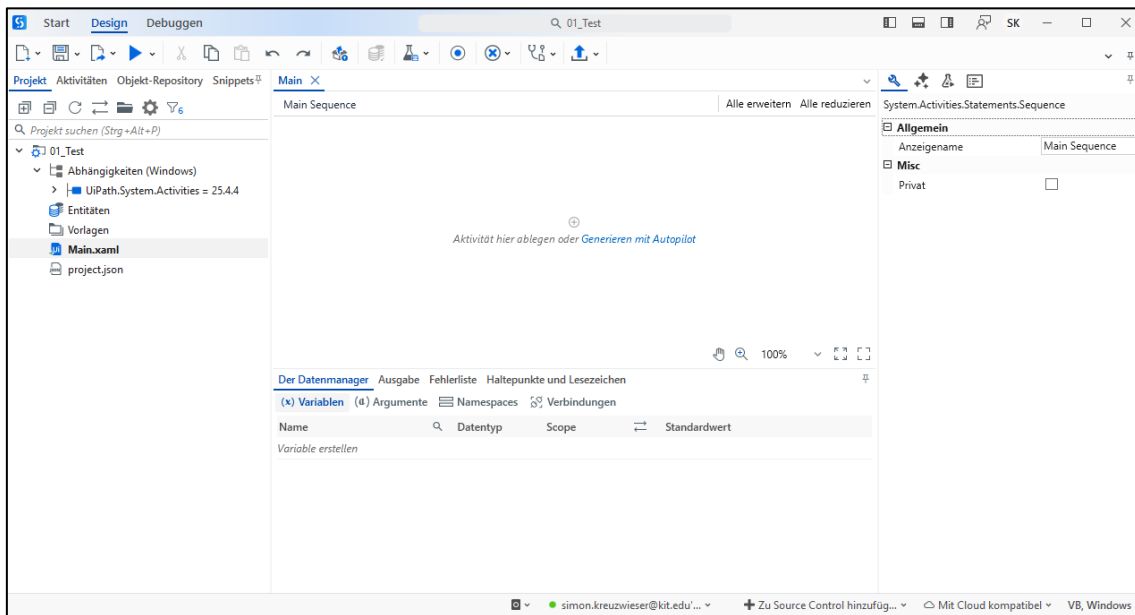 Start Design Debuggen 01_Test SK
Projekt Aktivitäten Objekt-Repository Snippets
Main
Main Sequence Alle erweitern Alle reduzieren
System.Activities.Statements.Sequence
Projekt suchen (Strg+Alt+P)
Allgemein
01_Test
Anzeigename Main Sequence
Abhängigkeiten (Windows)
Misc
UiPath.System.Activities = 25.4.4
Privat
Entitäten
Vorlagen
Main.xaml
project.json
Aktivität hier ablegen oder Generieren mit Autopilot
100%
Der Datenmanager Ausgabe Fehlerliste Haltepunkte und Lesezeichen
(x) Variablen (a) Argumente Namespaces Verbindungen
Name Datentyp Scope Standardwert
Variable erstellen
simon.kreuzwieser@kit.edu'... Zu Source Control hinzufüg... Mit Cloud kompatibel VB, Windows